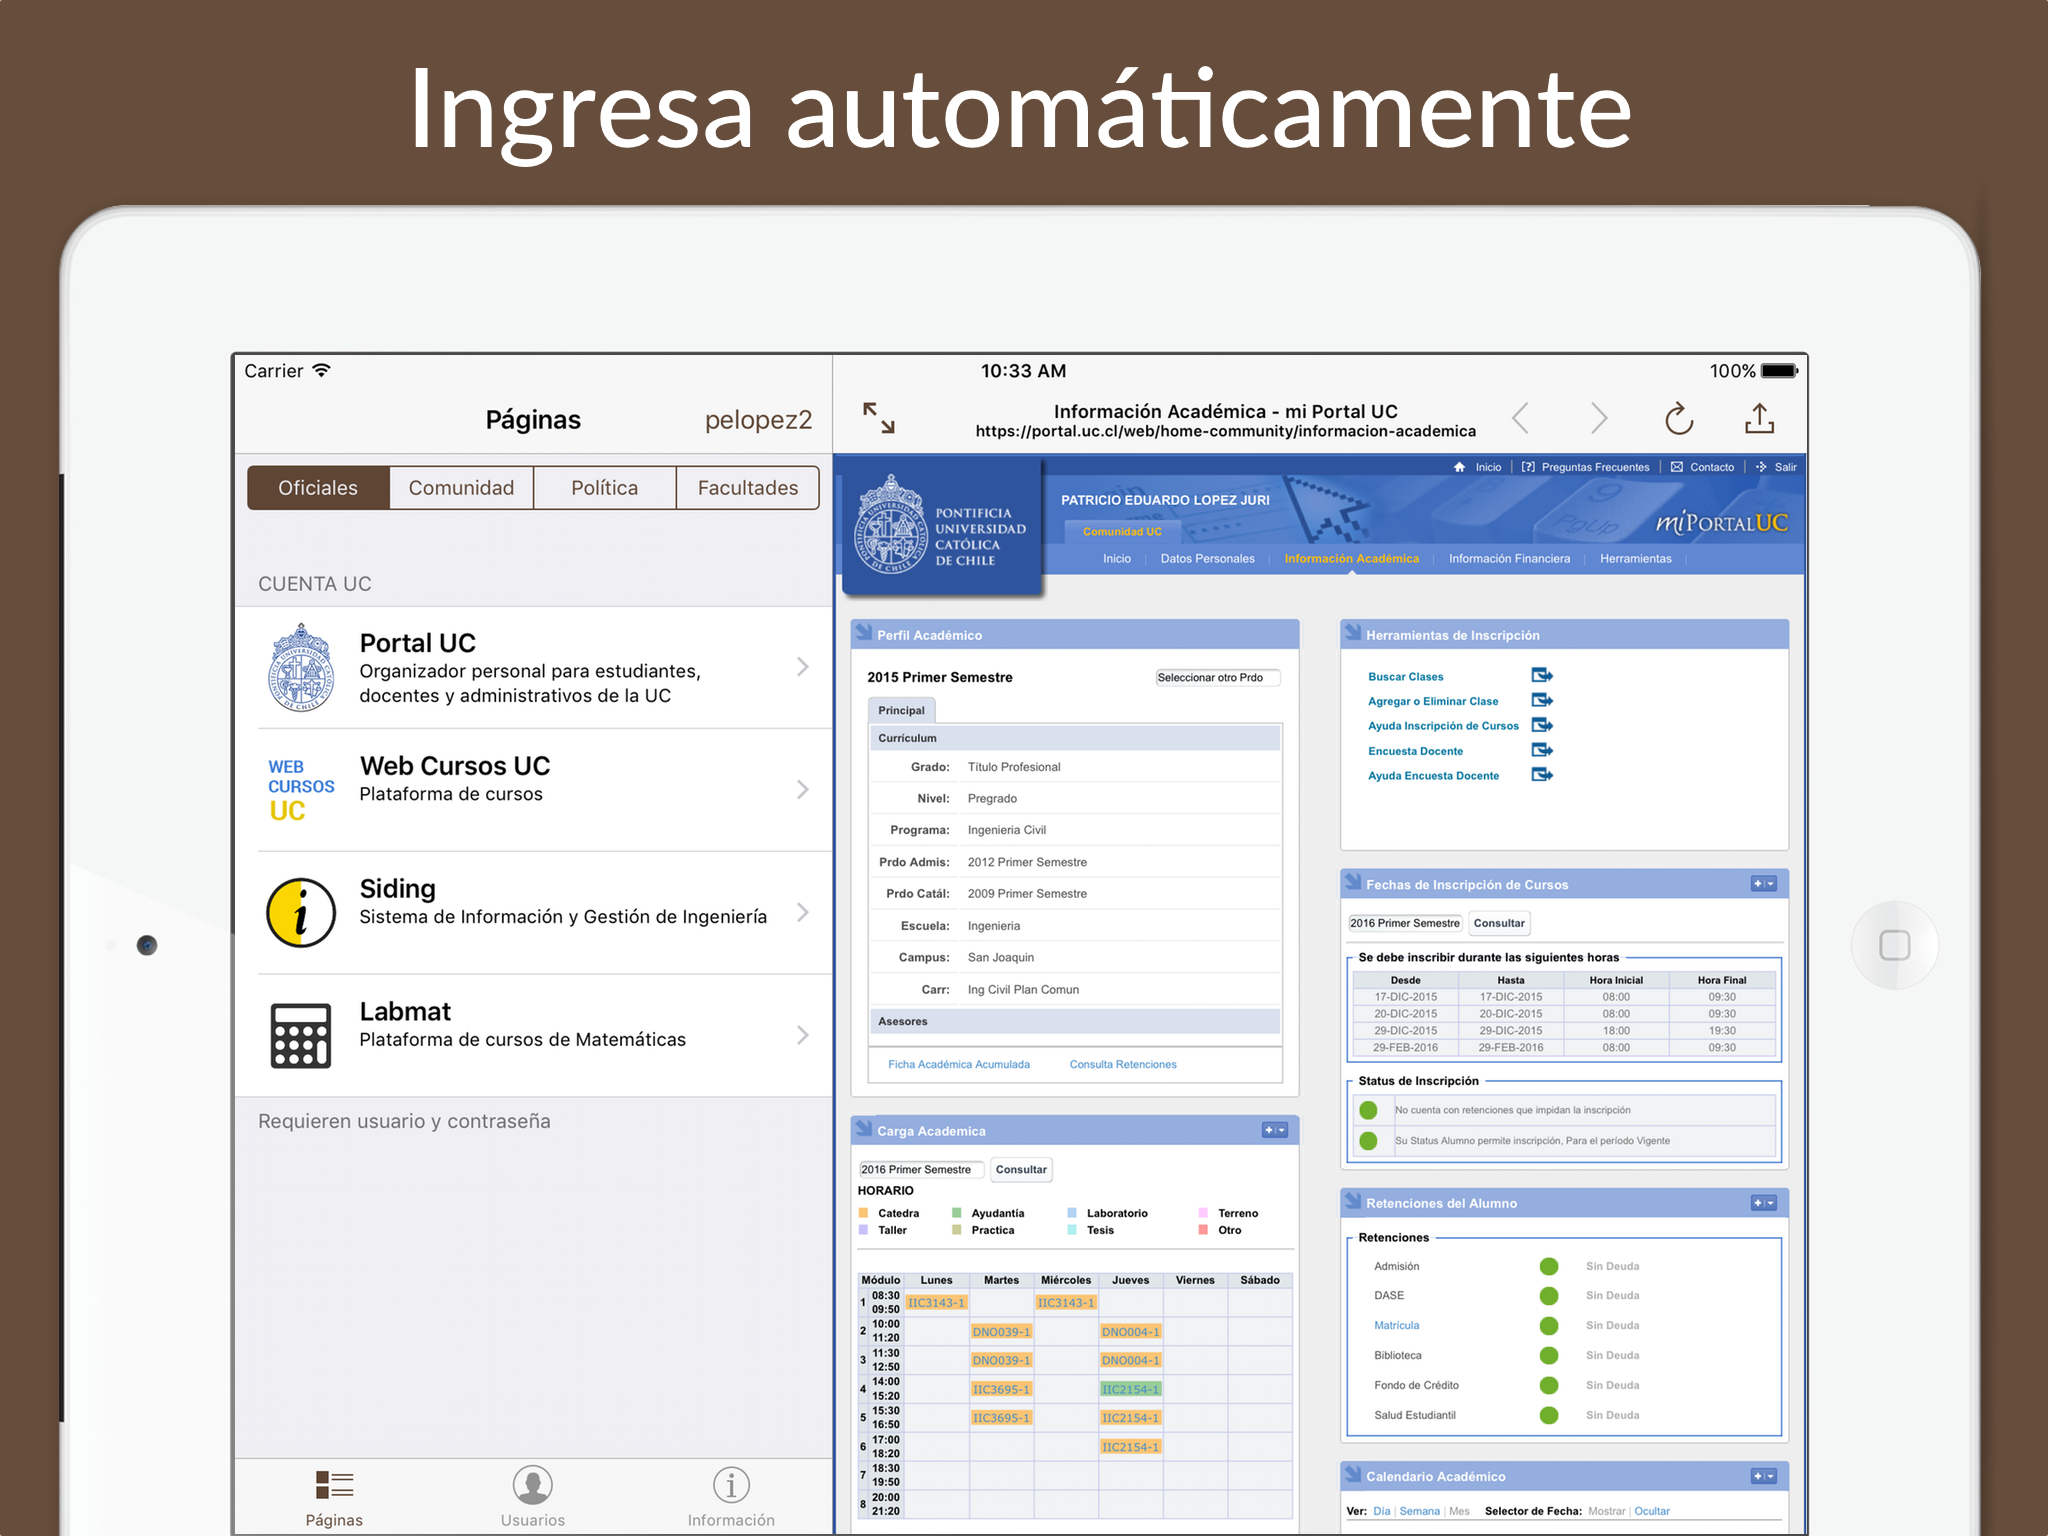 Ingresa automáticamente
Carrier
10:33 AM
100%
Páginas
pelopez2
Oficiales
Comunidad
Política
Facultades
CUENTA UC
Portal UC
Organizador personal para estudiantes,
docentes y administrativos de la UC
WEB
CURSOS
UC
Web Cursos UC
Plataforma de cursos
Siding
Sistema de Información y Gestión de Ingeniería
Labmat
Plataforma de cursos de Matemáticas
Requieren usuario y contraseña
Páginas
Usuarios
Información
Información Académica - mi Portal UC
https://portal.uc.cl/web/home-community/informacion-academica
Inicio | [?] Preguntas Frecuentes | Contacto | Salir
PONTIFICIA
UNIVERSIDAD
CATÓLICA
DE CHILE
PATRICIO EDUARDO LOPEZ JURI
Comunidad UC
miPORTALUC
PgUp
Inicio | Datos Personales | Información Académica | Información Financiera | Herramientas |
Perfil Académico
2015 Primer Semestre
Seleccionar otro Prdo
Principal
Curriculum
Grado: Título Profesional
Nivel: Pregrado
Programa: Ingenieria Civil
Prdo Admis: 2012 Primer Semestre
Prdo Catál: 2009 Primer Semestre
Escuela: Ingenieria
Campus: San Joaquin
Carr: Ing Civil Plan Comun
Asesores
Ficha Académica Acumulada
Consulta Retenciones
Carga Academica
2016 Primer Semestre
Consultar
HORARIO
Catedra Ayudantía Laboratorio Terreno
Taller Practica Tesis Otro
Módulo Lunes Martes Miércoles Jueves Viernes Sábado
1 08:30 09:50 IIC3143-1 IIC3143-1
2 10:00 11:20 DNO039-1 DNO004-1
3 11:30 12:50 DNO039-1 DNO004-1
4 14:00 15:20 IIC3695-1 IIC2154-1
5 15:30 16:50 IIC3695-1 IIC2154-1
6 17:00 18:20 IIC2154-1
7 18:30 19:50
8 20:00 21:20
Herramientas de Inscripción
Buscar Clases
Agregar o Eliminar Clase
Ayuda Inscripción de Cursos
Encuesta Docente
Ayuda Encuesta Docente
Fechas de Inscripción de Cursos
2016 Primer Semestre
Consultar
Se debe inscribir durante las siguientes horas
Desde Hasta Hora Inicial Hora Final
17-DIC-2015 17-DIC-2015 08:00 09:30
20-DIC-2015 20-DIC-2015 08:00 09:30
29-DIC-2015 29-DIC-2015 18:00 19:30
29-FEB-2016 29-FEB-2016 08:00 09:30
Status de Inscripción
No cuenta con retenciones que impidan la inscripción
Su Status Alumno permite inscripción, Para el período Vigente
Retenciones del Alumno
Retenciones
Admisión Sin Deuda
DASE Sin Deuda
Matrícula Sin Deuda
Biblioteca Sin Deuda
Fondo de Crédito Sin Deuda
Salud Estudiantil Sin Deuda
Calendario Académico
Ver: Día | Semana | Mes Selector de Fecha: Mostrar | Ocultar